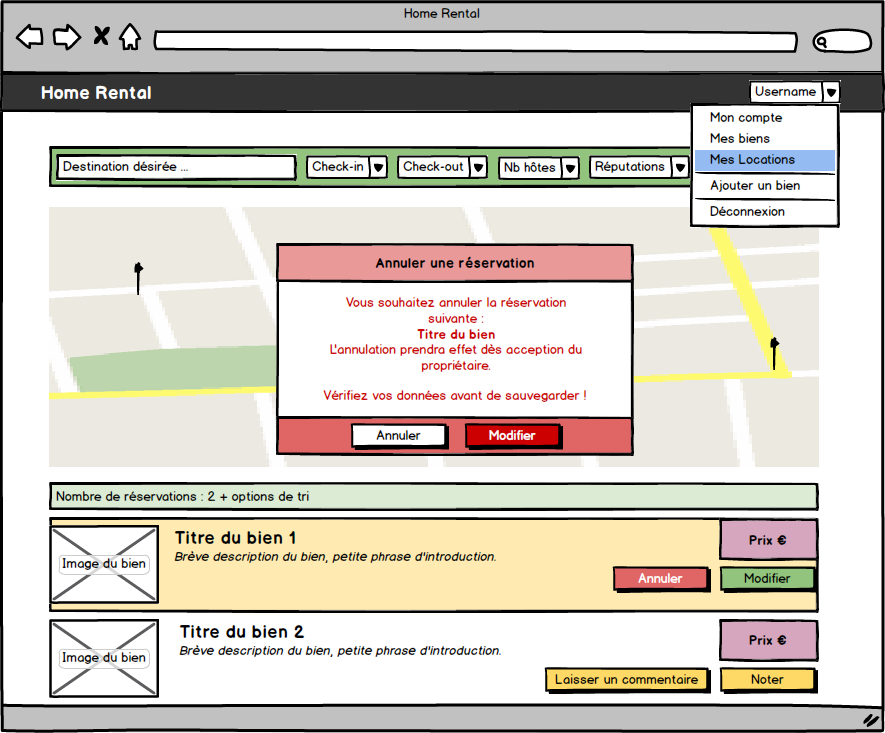 Home Rental
Home Rental
Username
Mon compte
Mes biens
Mes Locations
Ajouter un bien
Déconnexion
Destination désirée ...
Check-in
Check-out
Nb hôtes
Réputations
Annuler une réservation
Vous souhaitez annuler la réservation
suivante :
Titre du bien
L'annulation prendra effet dès acception du
propriétaire.
Vérifiez vos données avant de sauvegarder !
Annuler
Modifier
Nombre de réservations : 2 + options de tri
Image du bien
Titre du bien 1
Brève description du bien, petite phrase d'introduction.
Prix €
Annuler
Modifier
Image du bien
Titre du bien 2
Brève description du bien, petite phrase d'introduction.
Prix €
Laisser un commentaire
Noter